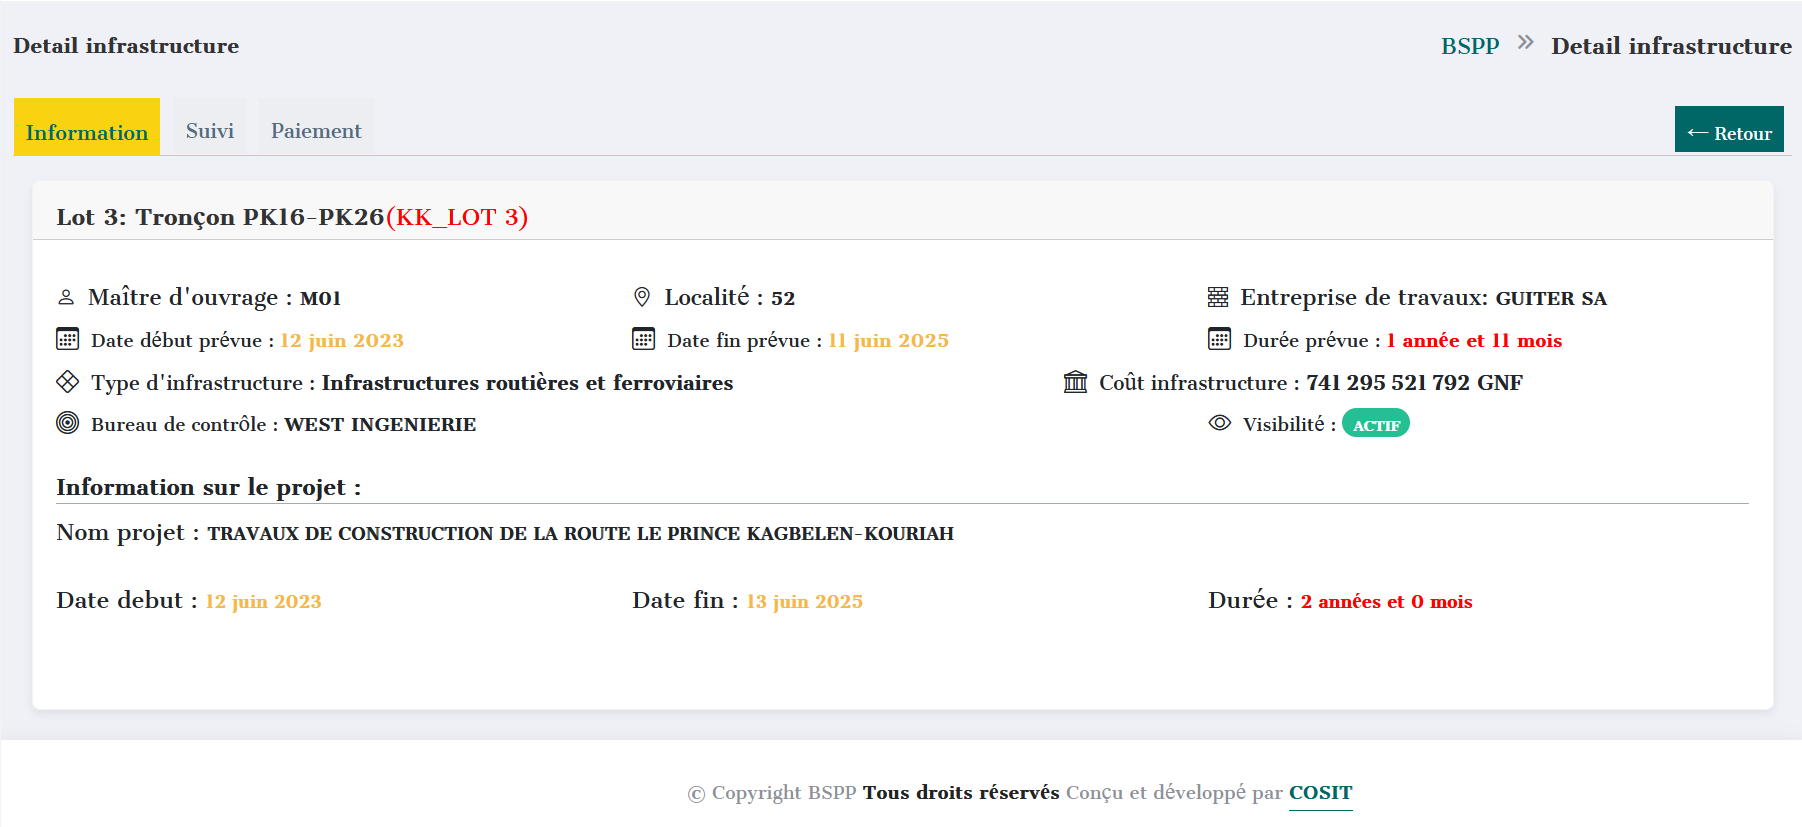 Detail infrastructure
BSPP » Detail infrastructure
Information Suivi Paiement
← Retour
Lot 3: Tronçon PK16-PK26(KK_LOT 3)
Maître d'ouvrage : M01 Localité : 52 Entreprise de travaux: GUITER SA
Date début prévue : 12 juin 2023 Date fin prévue : 11 juin 2025 Durée prévue : 1 année et 11 mois
Type d'infrastructure : Infrastructures routières et ferroviaires Coût infrastructure : 741 295 521 792 GNF
Bureau de contrôle : WEST INGENIERIE Visibilité : ACTIF
Information sur le projet :
Nom projet : TRAVAUX DE CONSTRUCTION DE LA ROUTE LE PRINCE KAGBELEN-KOURIAH
Date debut : 12 juin 2023 Date fin : 13 juin 2025 Durée : 2 années et 0 mois
© Copyright BSPP Tous droits réservés Conçu et développé par COSIT